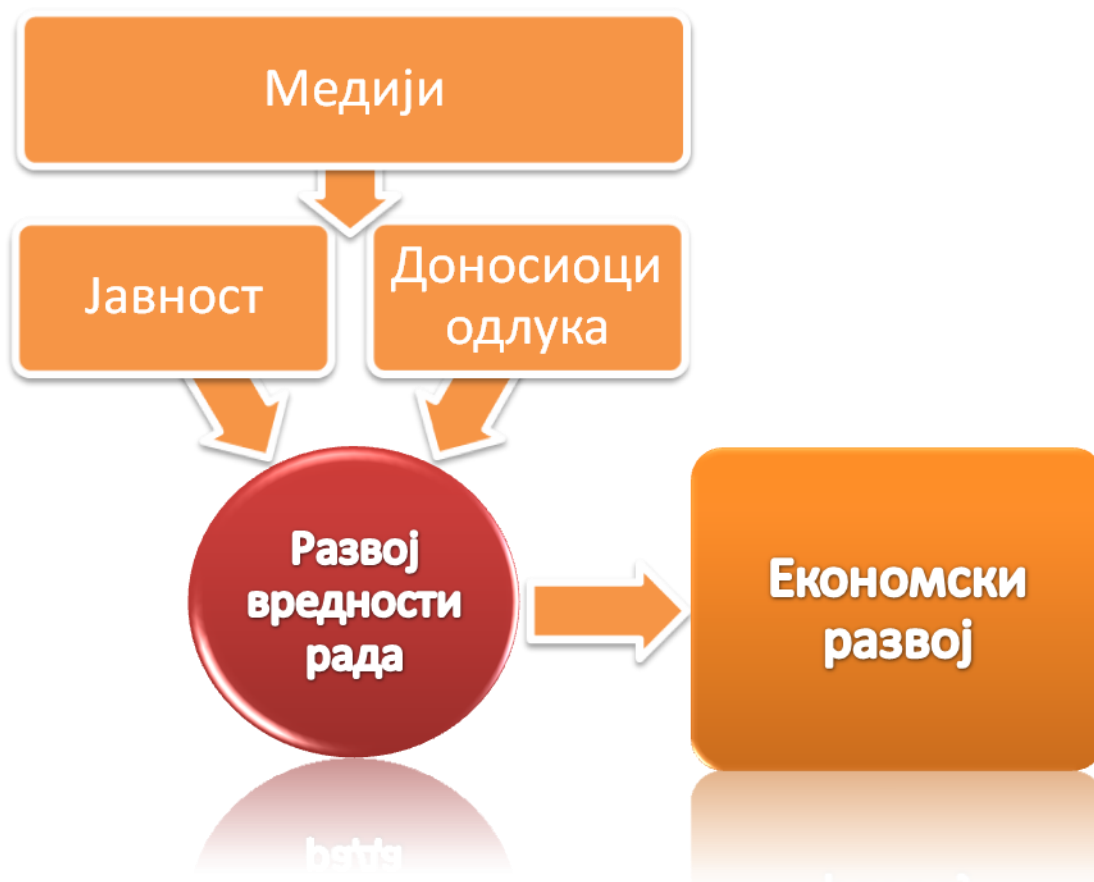 Медији
Јавност
Доносиоци
одлука
Развој
вредности
рада
Економски
развој